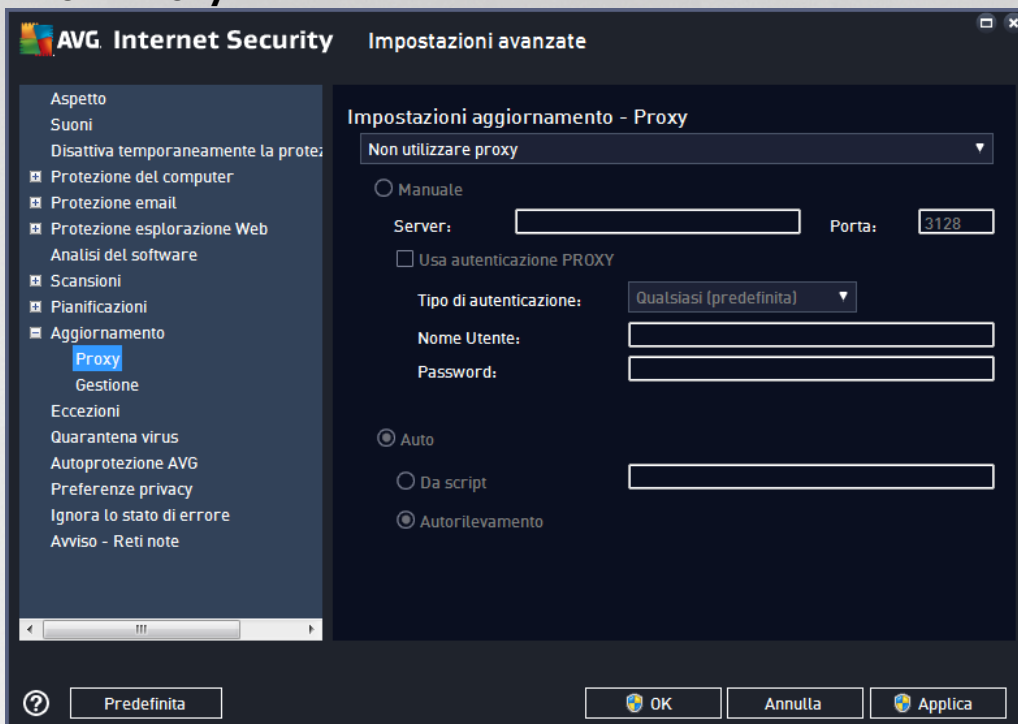 AVG. Internet Security Impostazioni avanzate
Aspetto
Suoni
Disattiva temporaneamente la protez
Protezione del computer
Protezione email
Protezione esplorazione Web
Analisi del software
Scansioni
Pianificazioni
Aggiornamento
Proxy
Gestione
Eccezioni
Quarantena virus
Autoprotezione AVG
Preferenze privacy
Ignora lo stato di errore
Avviso - Reti note
Impostazioni aggiornamento - Proxy
Non utilizzare proxy
Manuale
Server: Porta: 3128
Usa autenticazione PROXY
Tipo di autenticazione: Qualsiasi (predefinita)
Nome Utente:
Password:
Auto
Da script
Autorilevamento
? Predefinita OK Annulla Applica